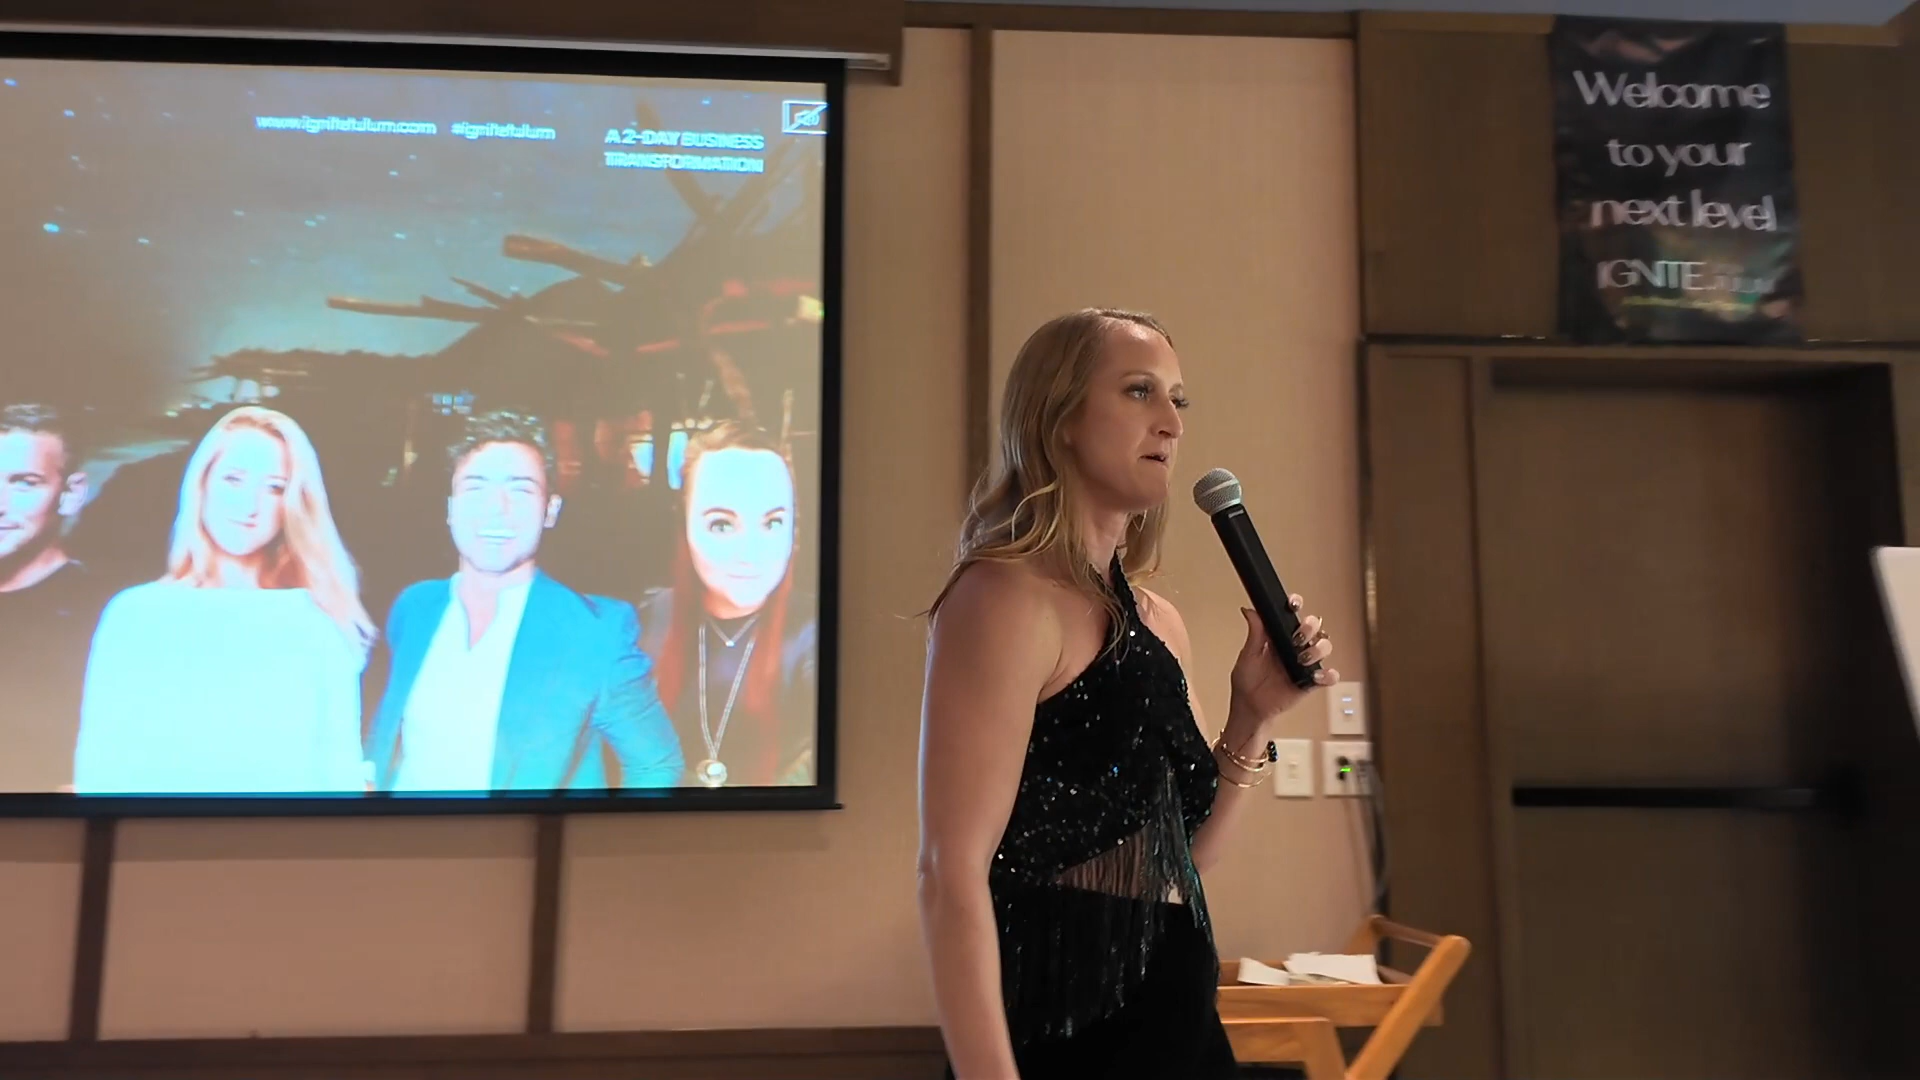 www.ignitetulum.com #ignitetulum
A 2-DAY BUSINESS
TRANSFORMATION
Welcome
to your
next level
IGNITE